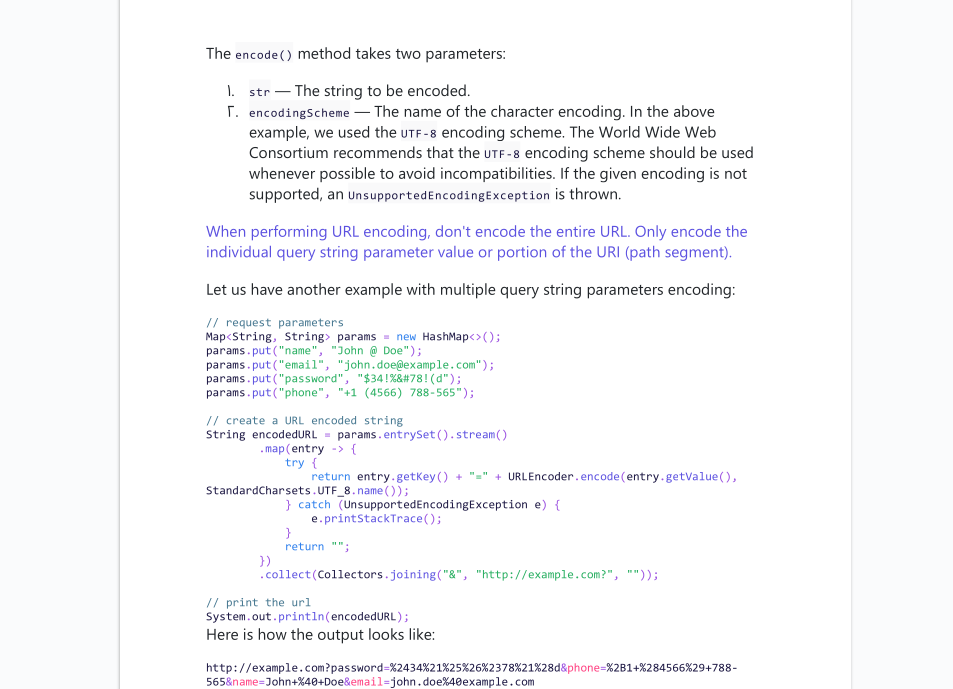 The encode() method takes two parameters:
١. str — The string to be encoded.
٢. encodingScheme — The name of the character encoding. In the above
example, we used the UTF-8 encoding scheme. The World Wide Web
Consortium recommends that the UTF-8 encoding scheme should be used
whenever possible to avoid incompatibilities. If the given encoding is not
supported, an UnsupportedEncodingException is thrown.
When performing URL encoding, don't encode the entire URL. Only encode the
individual query string parameter value or portion of the URI (path segment).
Let us have another example with multiple query string parameters encoding:
// request parameters
Map<String, String> params = new HashMap<>();
params.put("name", "John @ Doe");
params.put("email", "john.doe@example.com");
params.put("password", "$34!%&#78!(d");
params.put("phone", "+1 (4566) 788-565");
// create a URL encoded string
String encodedURL = params.entrySet().stream()
        .map(entry -> {
            try {
                return entry.getKey() + "=" + URLEncoder.encode(entry.getValue(),
StandardCharsets.UTF_8.name());
            } catch (UnsupportedEncodingException e) {
                e.printStackTrace();
            }
            return "";
        })
        .collect(Collectors.joining("&", "http://example.com?", ""));
// print the url
System.out.println(encodedURL);
Here is how the output looks like:
http://example.com?password=%2434%21%25%26%2378%21%28d&phone=%2B1+%284566%29+788-
565&name=John+%40+Doe&email=john.doe%40example.com